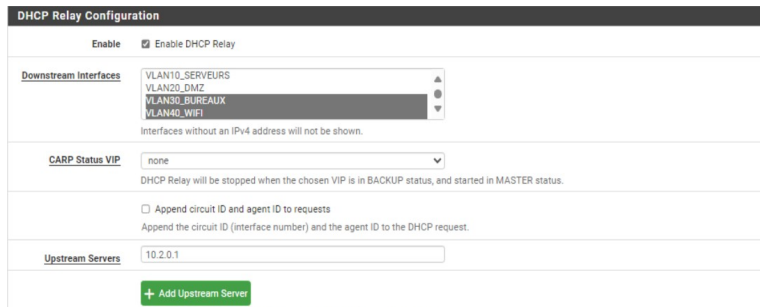 DHCP Relay Configuration
Enable Enable DHCP Relay
Downstream Interfaces
VLAN10_SERVEURS
VLAN20_DMZ
VLAN30_BUREAUX
VLAN40_WIFI
Interfaces without an IPv4 address will not be shown.
CARP Status VIP none
DHCP Relay will be stopped when the chosen VIP is in BACKUP status, and started in MASTER status.
Append circuit ID and agent ID to requests
Append the circuit ID (interface number) and the agent ID to the DHCP request.
Upstream Servers 10.2.0.1
+ Add Upstream Server